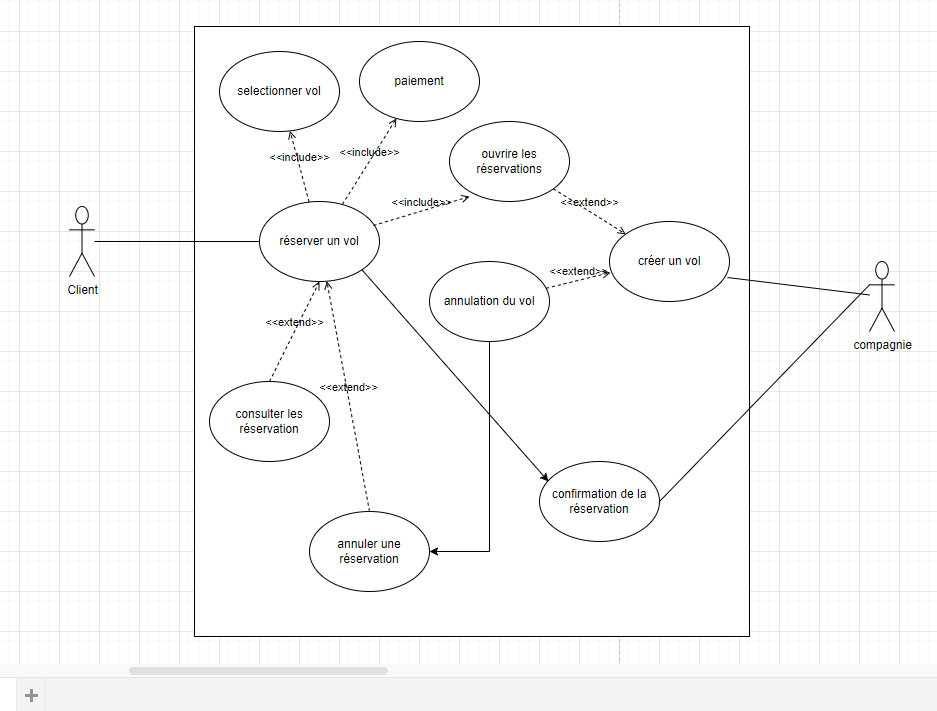 selectionner vol
paiement
<<include>>
<<include>>
ouvrire les
réservations
<<include>>
<<extend>>
réserver un vol
créer un vol
Client
<<extend>>
annulation du vol
compagnie
<<extend>>
<<extend>>
consulter les
réservation
confirmation de la
réservation
annuler une
réservation